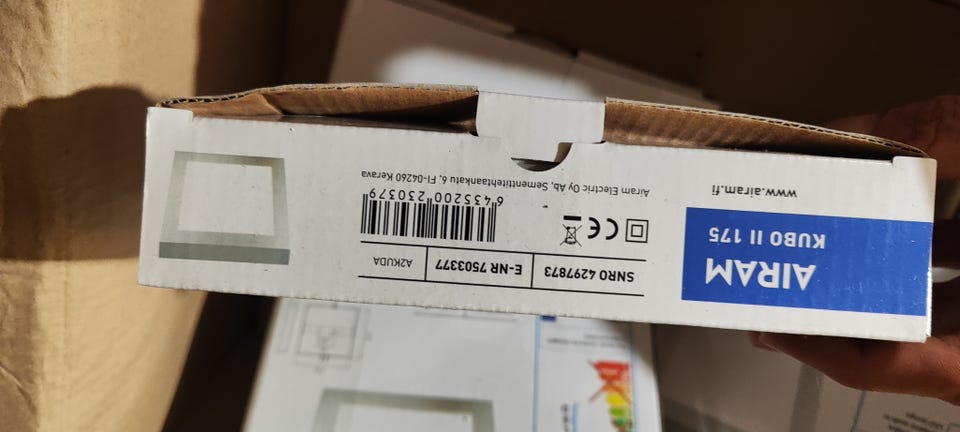 AIRAM
KUBO II 175
www.airam.fi
SNRO 4297873
E-NR 7503377
A2KUDA
CE
6 435200 230379
Airam Electric Oy Ab, Sementtitehtaankatu 6, FI-04260 Kerava